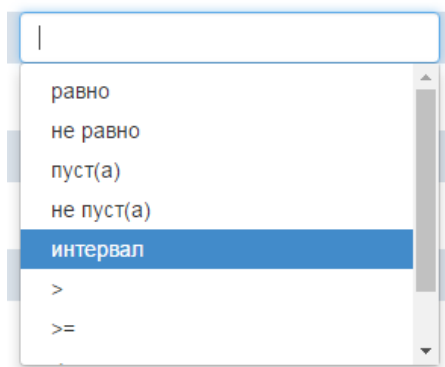 равно
не равно
пуст(а)
не пуст(а)
интервал
>
>=